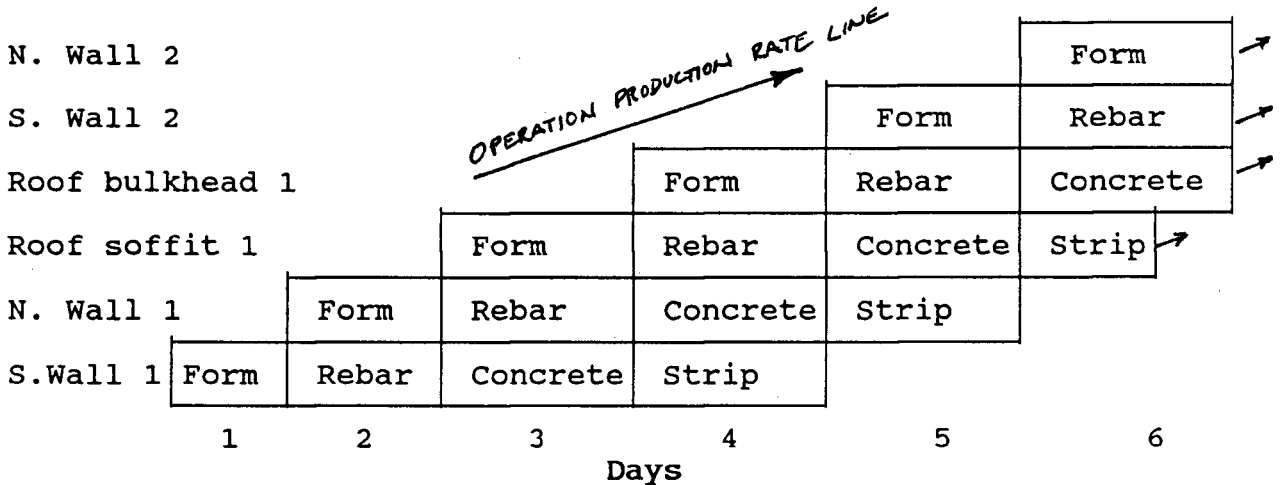 OPERATION PRODUCTION RATE LINE
N. Wall 2 Form
S. Wall 2 Form Rebar
Roof bulkhead 1 Form Rebar Concrete
Roof soffit 1 Form Rebar Concrete Strip
N. Wall 1 Form Rebar Concrete Strip
S.Wall 1 Form Rebar Concrete Strip
1 2 3 4 5 6
Days